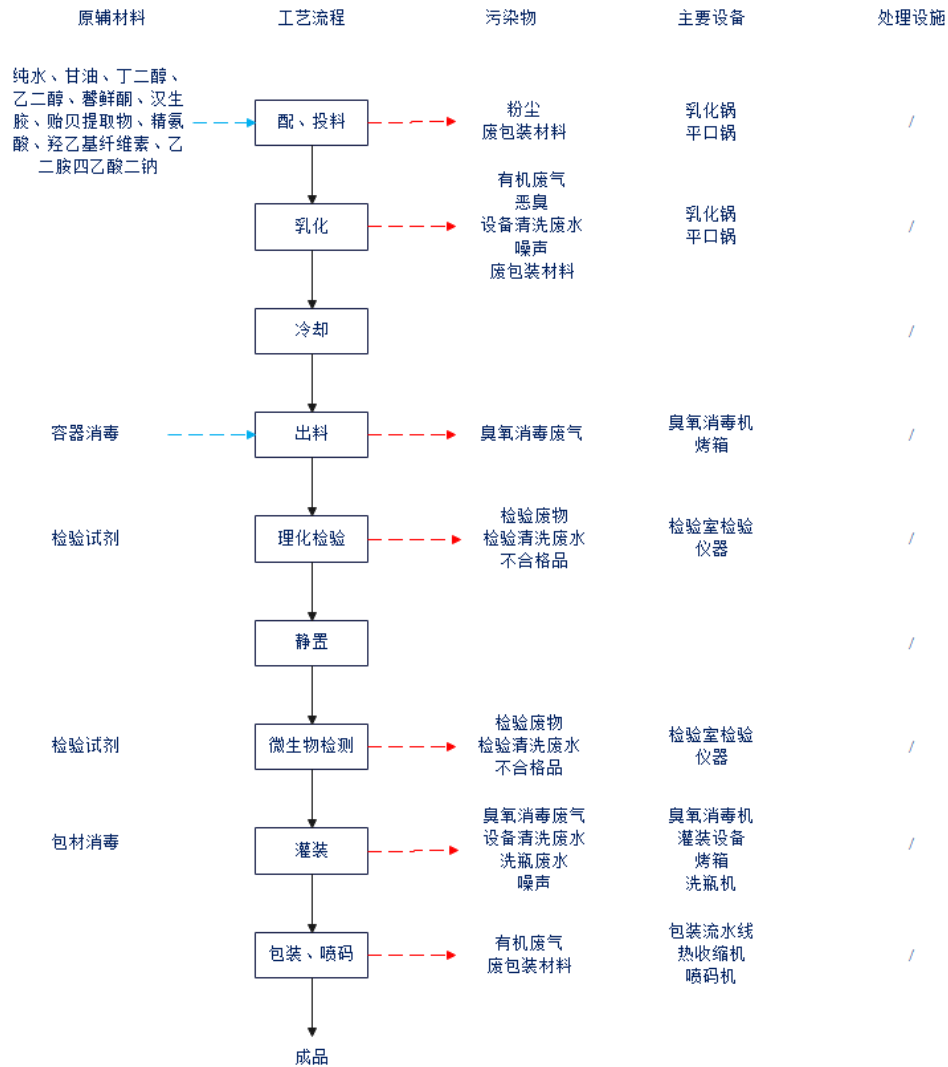 原辅材料 工艺流程 污染物 主要设备 处理设施
纯水、甘油、丁二醇、
乙二醇、馨鲜酮、汉生
胶、贻贝提取物、精氨
酸、羟乙基纤维素、乙
二胺四乙酸二钠
配、投料
粉尘
废包装材料
乳化锅
平口锅
/
乳化
有机废气
恶臭
设备清洗废水
噪声
废包装材料
乳化锅
平口锅
/
冷却
/
容器消毒
出料
臭氧消毒废气
臭氧消毒机
烤箱
/
检验试剂
理化检验
检验废物
检验清洗废水
不合格品
检验室检验
仪器
/
静置
/
检验试剂
微生物检测
检验废物
检验清洗废水
不合格品
检验室检验
仪器
/
包材消毒
灌装
臭氧消毒废气
设备清洗废水
洗瓶废水
噪声
臭氧消毒机
灌装设备
烤箱
洗瓶机
/
包装、喷码
有机废气
废包装材料
包装流水线
热收缩机
喷码机
/
成品